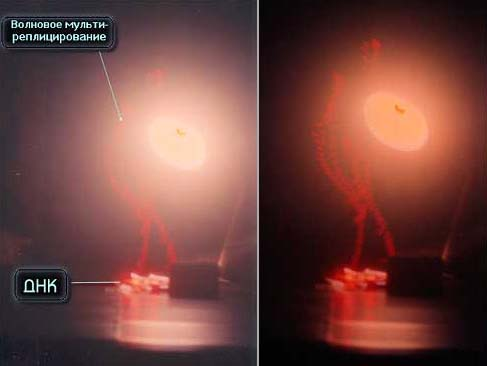 Волновое мульти-
реплицирование
ДНК